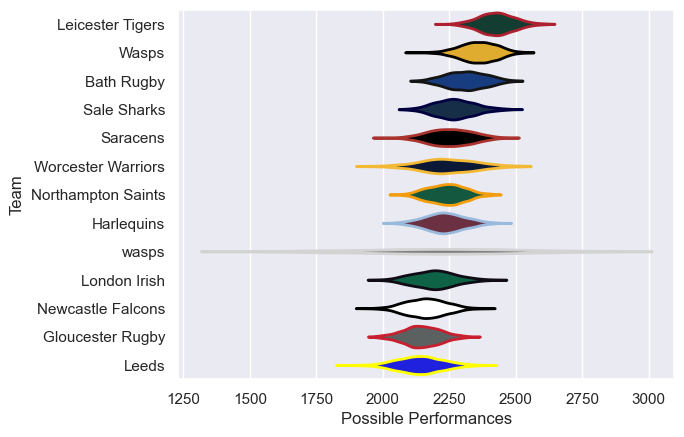 Leicester Tigers
Wasps
Bath Rugby
Sale Sharks
Saracens
Worcester Warriors
Northampton Saints
Harlequins
wasps
London Irish
Newcastle Falcons
Gloucester Rugby
Leeds
Team
1250 1500 1750 2000 2250 2500 2750 3000
Possible Performances